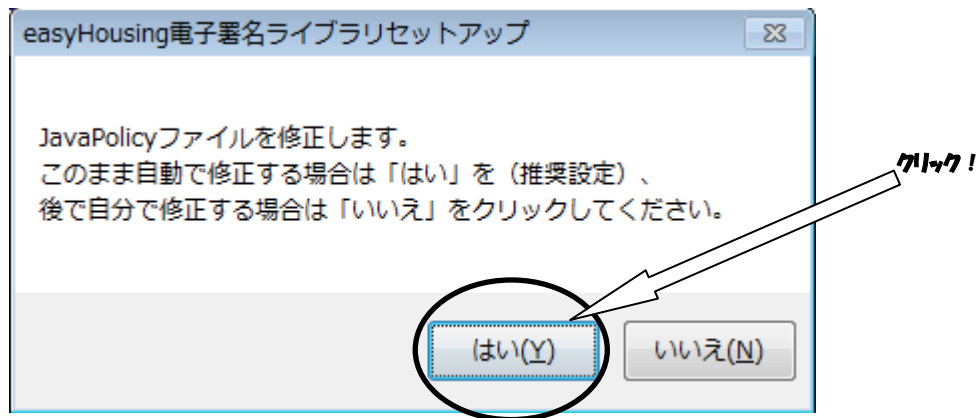 easyHousing電子署名ライブラリセットアップ
JavaPolicyファイルを修正します。
このまま自動で修正する場合は「はい」を（推奨設定）、
後で自分で修正する場合は「いいえ」をクリックしてください。
クリック！
はい(Y)
いいえ(N)